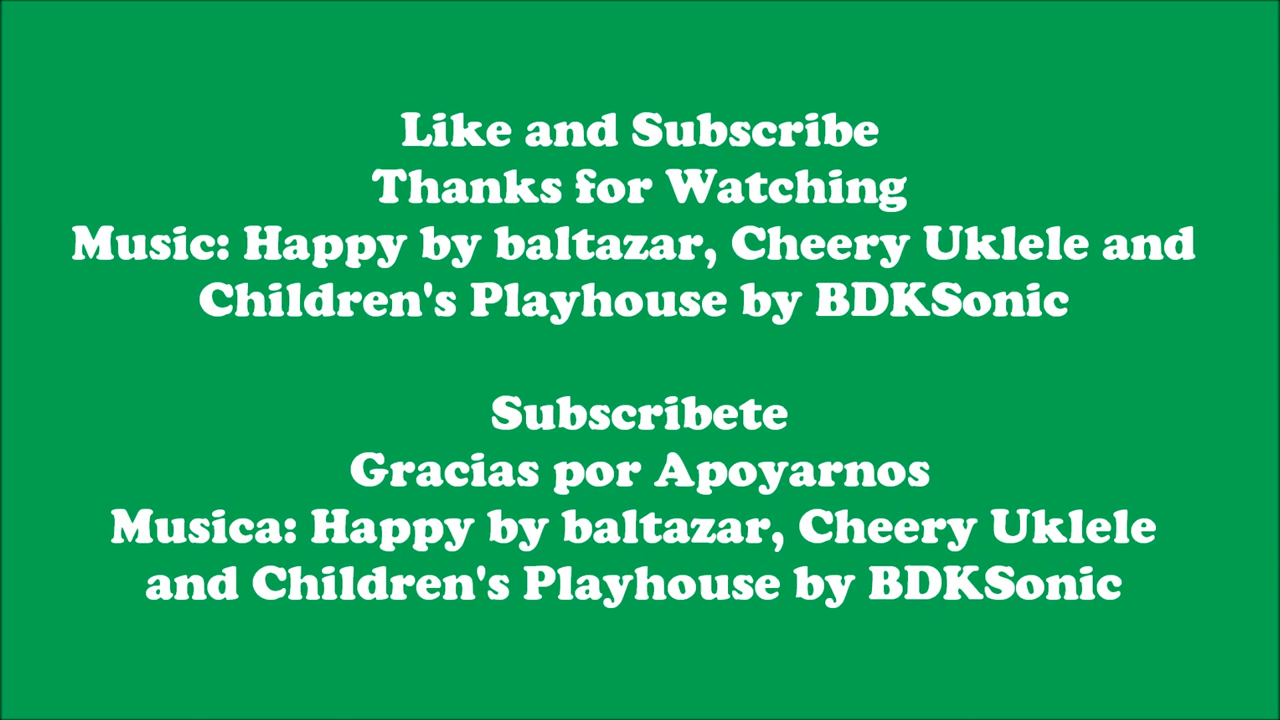 Like and Subscribe
Thanks for Watching
Music: Happy by baltazar, Cheery Uklele and
Children's Playhouse by BDKSonic
Subscribete
Gracias por Apoyarnos
Musica: Happy by baltazar, Cheery Uklele
and Children's Playhouse by BDKSonic